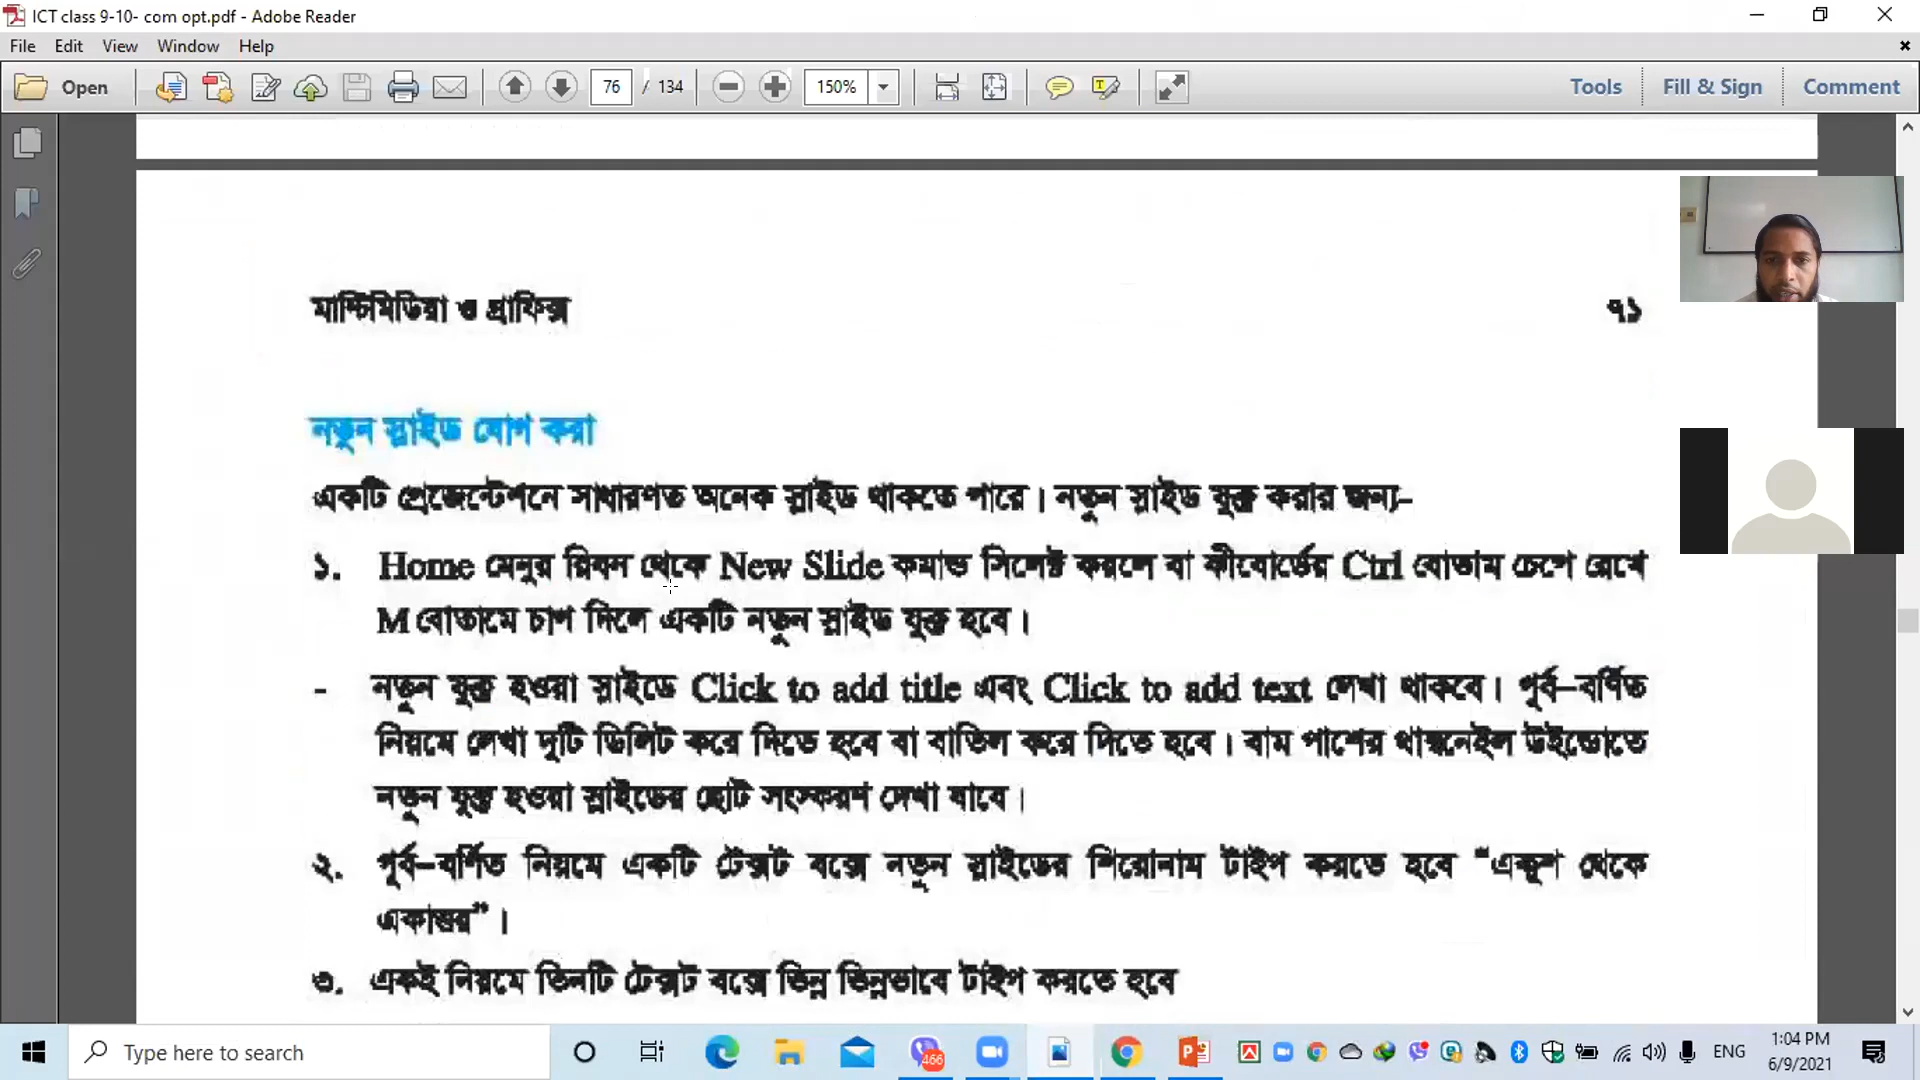 ICT class 9-10- com opt.pdf - Adobe Reader
File Edit View Window Help
Open 76 / 134 150% Tools Fill & Sign Comment
মাল্টিমিডিয়া ও গ্রাফিক্স ৭১
নতুন স্লাইড যোগ করা
একটি প্রেজেন্টেশনে সাধারণত অনেক স্লাইড থাকতে পারে। নতুন স্লাইড যুক্ত করার জন্য-
১. Home মেনুর রিবন থেকে New Slide কমান্ড সিলেক্ট করলে বা কীবোর্ডের Ctrl বোতাম চেপে রেখে
M বোতামে চাপ দিলে একটি নতুন স্লাইড যুক্ত হবে।
- নতুন যুক্ত হওয়া স্লাইডে Click to add title এবং Click to add text লেখা থাকবে। পূর্ব-বর্ণিত
নিয়মে লেখা দুটি ডিলিট করে দিতে হবে বা বাতিল করে দিতে হবে। বাম পাশের থাম্বনেইল উইন্ডোতে
নতুন যুক্ত হওয়া স্লাইডের ছোট সংস্করণ দেখা যাবে।
২. পূর্ব-বর্ণিত নিয়মে একটি টেক্সট বক্সে নতুন স্লাইডের শিরোনাম টাইপ করতে হবে “একুশ থেকে
একাত্তর”।
৩. একই নিয়মে তিনটি টেক্সট বক্সে ভিন্ন ভিন্নভাবে টাইপ করতে হবে
Type here to search 466 ENG 1:04 PM
6/9/2021